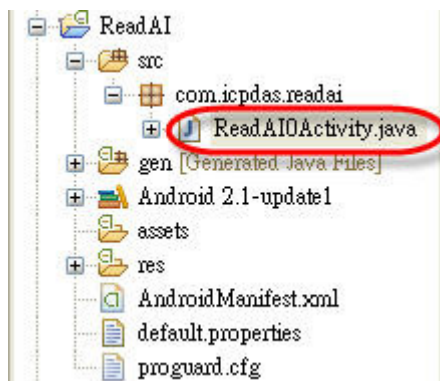 ReadAI
src
com.icpdas.readai
ReadAI0Activity.java
gen [Generated Java Files]
Android 2.1-update1
assets
res
AndroidManifest.xml
default.properties
proguard.cfg